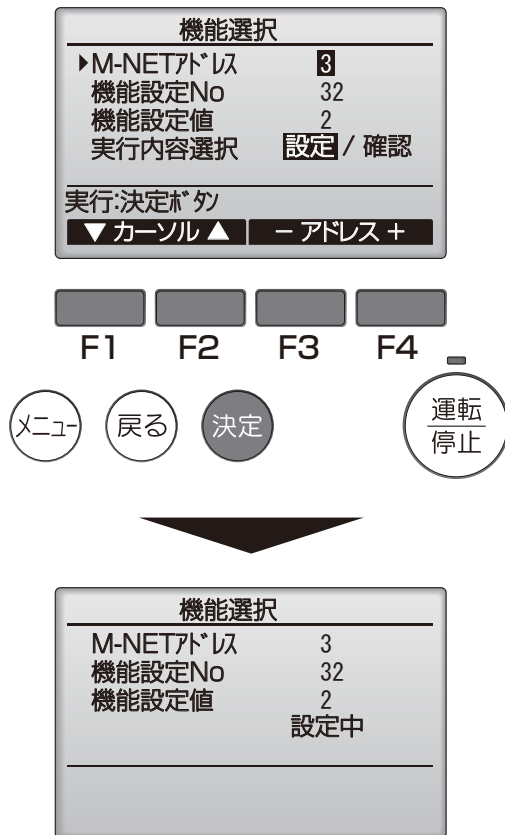 機能選択
▶M-NETｱﾄﾞﾚｽ 3
機能設定No 32
機能設定値 2
実行内容選択 設定 / 確認
実行:決定ﾎﾞﾀﾝ
▼ カーソル ▲ − アドレス +
F1 F2 F3 F4
メニュー 戻る 決定 運転
停止
機能選択
M-NETｱﾄﾞﾚｽ 3
機能設定No 32
機能設定値 2
設定中